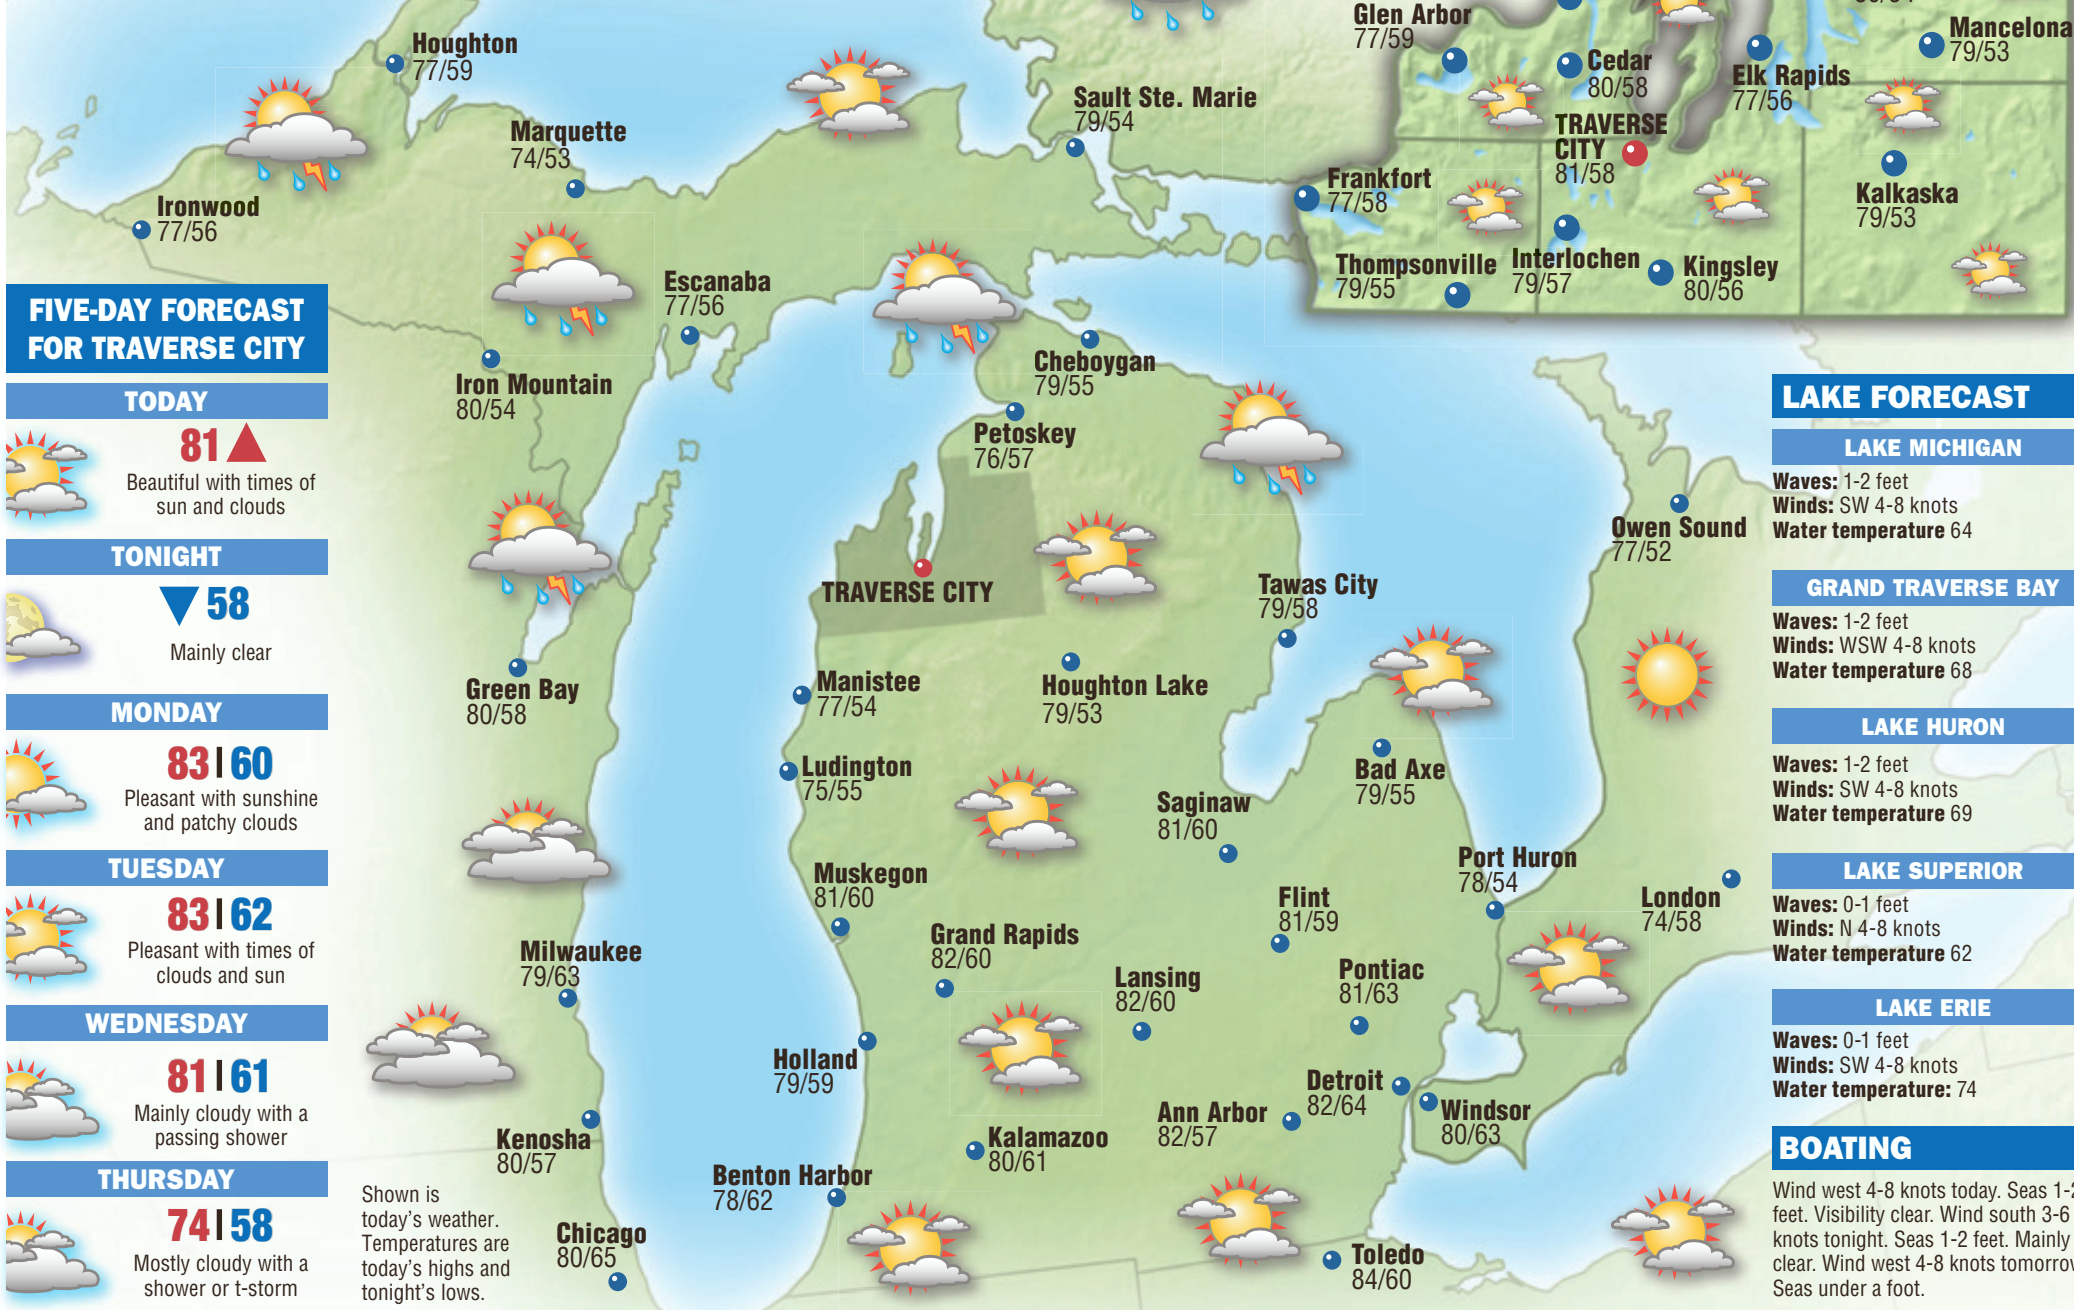 Houghton
77/59
Marquette
74/53
Ironwood
77/56
Sault Ste. Marie
79/54
Escanaba
77/56
Iron Mountain
80/54
Cheboygan
79/55
Petoskey
76/57
Glen Arbor
77/59
Cedar
80/58
Elk Rapids
77/56
Mancelona
79/53
TRAVERSE
CITY
81/58
Frankfort
77/58
Kalkaska
79/53
Thompsonville
79/55
Interlochen
79/57
Kingsley
80/56
FIVE-DAY FORECAST
FOR TRAVERSE CITY
TODAY
81
Beautiful with times of
sun and clouds
TONIGHT
58
Mainly clear
MONDAY
83|60
Pleasant with sunshine
and patchy clouds
TUESDAY
83|62
Pleasant with times of
clouds and sun
WEDNESDAY
81|61
Mainly cloudy with a
passing shower
THURSDAY
74|58
Mostly cloudy with a
shower or t-storm
TRAVERSE CITY
Green Bay
80/58
Manistee
77/54
Houghton Lake
79/53
Tawas City
79/58
Owen Sound
77/52
Ludington
75/55
Bad Axe
79/55
Saginaw
81/60
Muskegon
81/60
Port Huron
78/54
Flint
81/59
London
74/58
Milwaukee
79/63
Grand Rapids
82/60
Lansing
82/60
Pontiac
81/63
Holland
79/59
Detroit
82/64
Ann Arbor
82/57
Windsor
80/63
Kenosha
80/57
Kalamazoo
80/61
Benton Harbor
78/62
Chicago
80/65
Toledo
84/60
Shown is
today's weather.
Temperatures are
today's highs and
tonight's lows.
LAKE FORECAST
LAKE MICHIGAN
Waves: 1-2 feet
Winds: SW 4-8 knots
Water temperature 64
GRAND TRAVERSE BAY
Waves: 1-2 feet
Winds: WSW 4-8 knots
Water temperature 68
LAKE HURON
Waves: 1-2 feet
Winds: SW 4-8 knots
Water temperature 69
LAKE SUPERIOR
Waves: 0-1 feet
Winds: N 4-8 knots
Water temperature 62
LAKE ERIE
Waves: 0-1 feet
Winds: SW 4-8 knots
Water temperature: 74
BOATING
Wind west 4-8 knots today. Seas 1-2
feet. Visibility clear. Wind south 3-6
knots tonight. Seas 1-2 feet. Mainly
clear. Wind west 4-8 knots tomorrow
Seas under a foot.